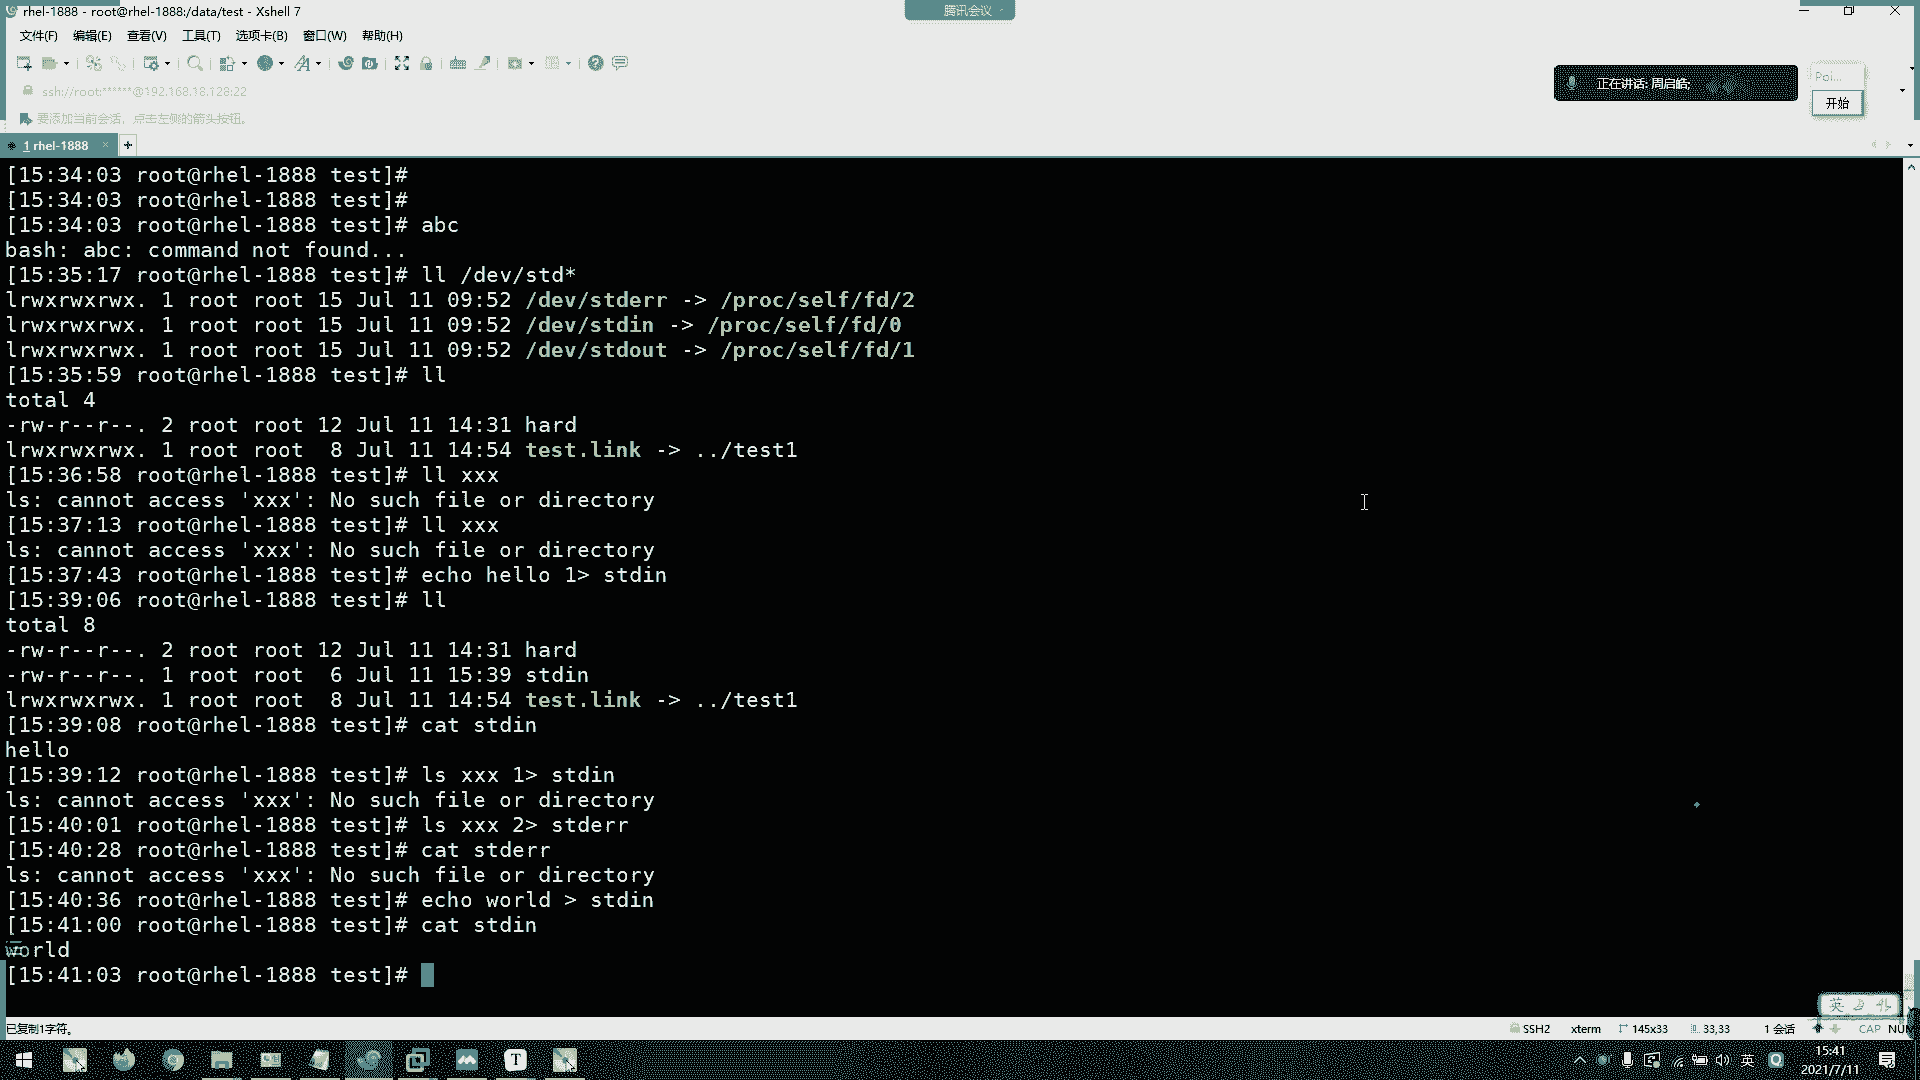 rhel-1888 - root@rhel-1888:/data/test - Xshell 7
腾讯会议
文件(F) 编辑(E) 查看(V) 工具(T) 选项卡(B) 窗口(W) 帮助(H)
ssh://root:******@192.168.18.128:22
正在讲话: 周启皓;
Poi...
开始
要添加当前会话，点击左侧的箭头按钮。
1 rhel-1888 × +
[15:34:03 root@rhel-1888 test]#
[15:34:03 root@rhel-1888 test]#
[15:34:03 root@rhel-1888 test]# abc
bash: abc: command not found...
[15:35:17 root@rhel-1888 test]# ll /dev/std*
lrwxrwxrwx. 1 root root 15 Jul 11 09:52 /dev/stderr -> /proc/self/fd/2
lrwxrwxrwx. 1 root root 15 Jul 11 09:52 /dev/stdin -> /proc/self/fd/0
lrwxrwxrwx. 1 root root 15 Jul 11 09:52 /dev/stdout -> /proc/self/fd/1
[15:35:59 root@rhel-1888 test]# ll
total 4
-rw-r--r--. 2 root root 12 Jul 11 14:31 hard
lrwxrwxrwx. 1 root root  8 Jul 11 14:54 test.link -> ../test1
[15:36:58 root@rhel-1888 test]# ll xxx
ls: cannot access 'xxx': No such file or directory
[15:37:13 root@rhel-1888 test]# ll xxx
ls: cannot access 'xxx': No such file or directory
[15:37:43 root@rhel-1888 test]# echo hello 1> stdin
[15:39:06 root@rhel-1888 test]# ll
total 8
-rw-r--r--. 2 root root 12 Jul 11 14:31 hard
-rw-r--r--. 1 root root  6 Jul 11 15:39 stdin
lrwxrwxrwx. 1 root root  8 Jul 11 14:54 test.link -> ../test1
[15:39:08 root@rhel-1888 test]# cat stdin
hello
[15:39:12 root@rhel-1888 test]# ls xxx 1> stdin
ls: cannot access 'xxx': No such file or directory
[15:40:01 root@rhel-1888 test]# ls xxx 2> stderr
[15:40:28 root@rhel-1888 test]# cat stderr
ls: cannot access 'xxx': No such file or directory
[15:40:36 root@rhel-1888 test]# echo world > stdin
[15:41:00 root@rhel-1888 test]# cat stdin
world
[15:41:03 root@rhel-1888 test]#
英
已复制1字符。
SSH2 xterm 145x33 33,33 1 会话 CAP NUM
T
英
15:41
2021/7/11